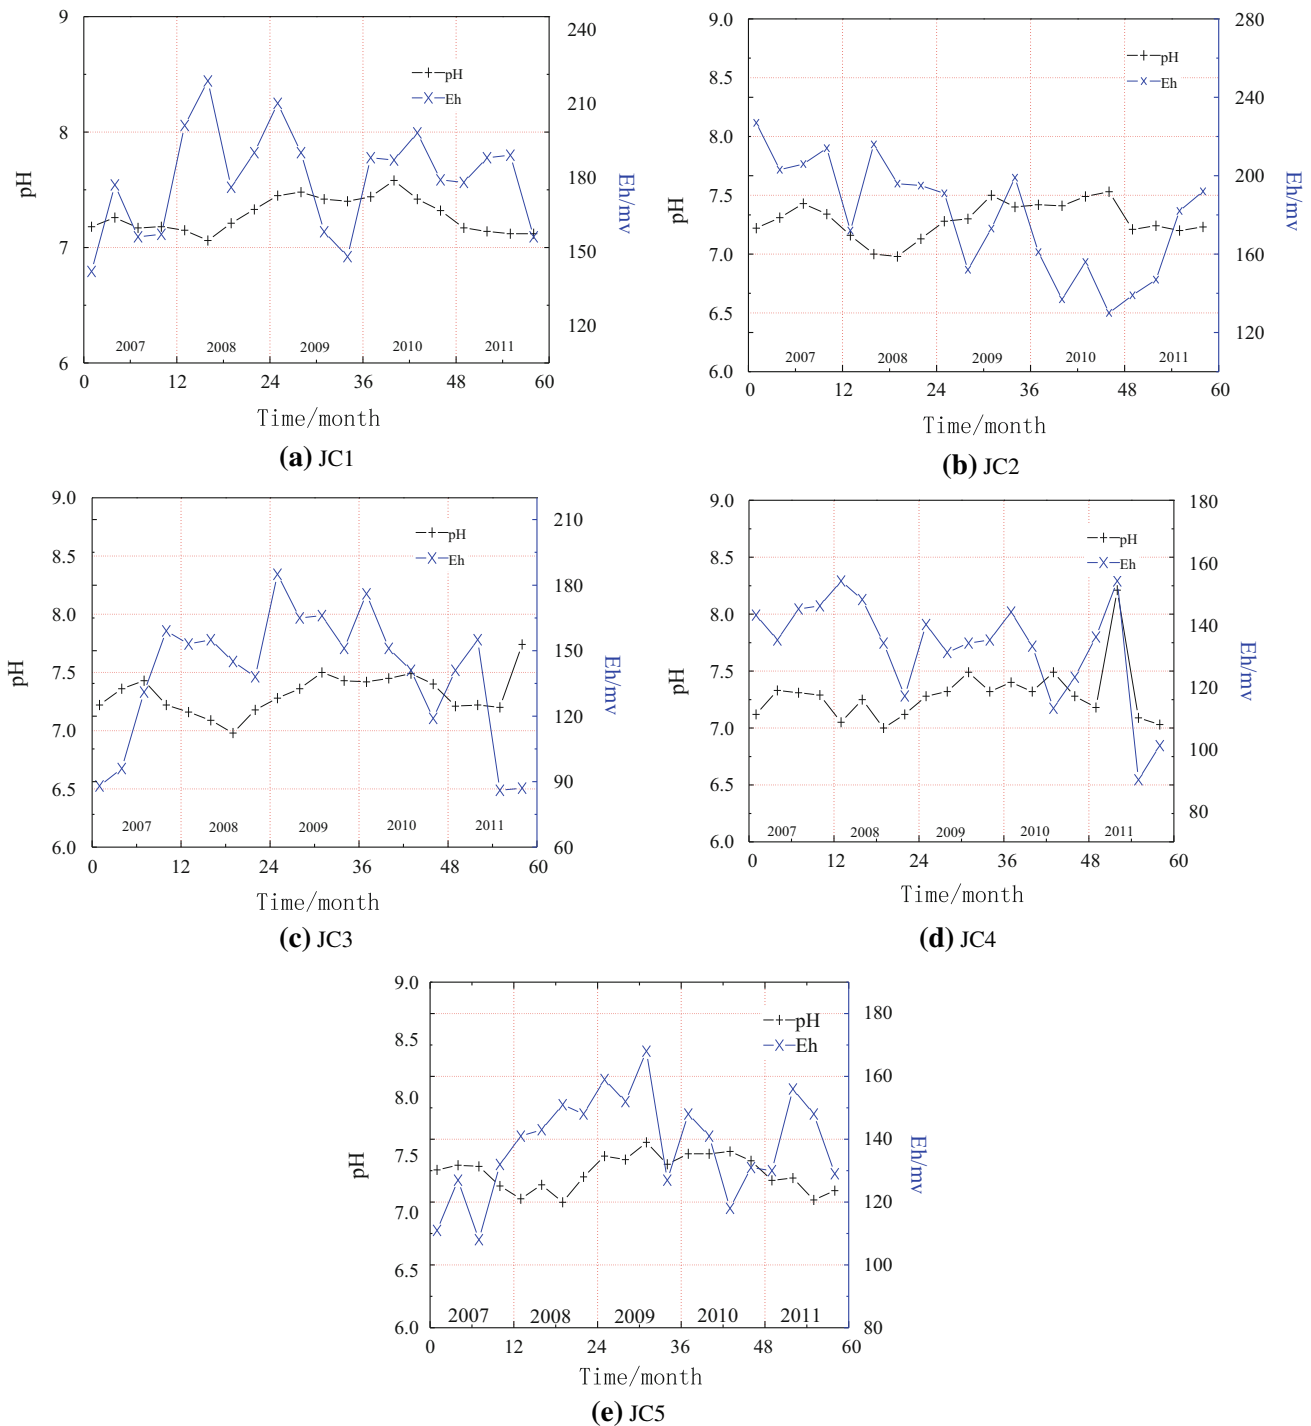 9
8
7
6
pH
240
210
180
150
120
Eh/mv
pH
Eh
2007 2008 2009 2010 2011
0 12 24 36 48 60
Time/month
(a) JC1
9.0
8.5
8.0
7.5
7.0
6.5
6.0
pH
280
240
200
160
120
Eh/mv
pH
Eh
2007 2008 2009 2010 2011
0 12 24 36 48 60
Time/month
(b) JC2
9.0
8.5
8.0
7.5
7.0
6.5
6.0
pH
210
180
150
120
90
60
Eh/mv
pH
Eh
2007 2008 2009 2010 2011
0 12 24 36 48 60
Time/month
(c) JC3
9.0
8.5
8.0
7.5
7.0
6.5
6.0
pH
180
160
140
120
100
80
Eh/mv
pH
Eh
2007 2008 2009 2010 2011
0 12 24 36 48 60
Time/month
(d) JC4
9.0
8.5
8.0
7.5
7.0
6.5
6.0
pH
180
160
140
120
100
80
Eh/mv
pH
Eh
2007 2008 2009 2010 2011
0 12 24 36 48 60
Time/month
(e) JC5